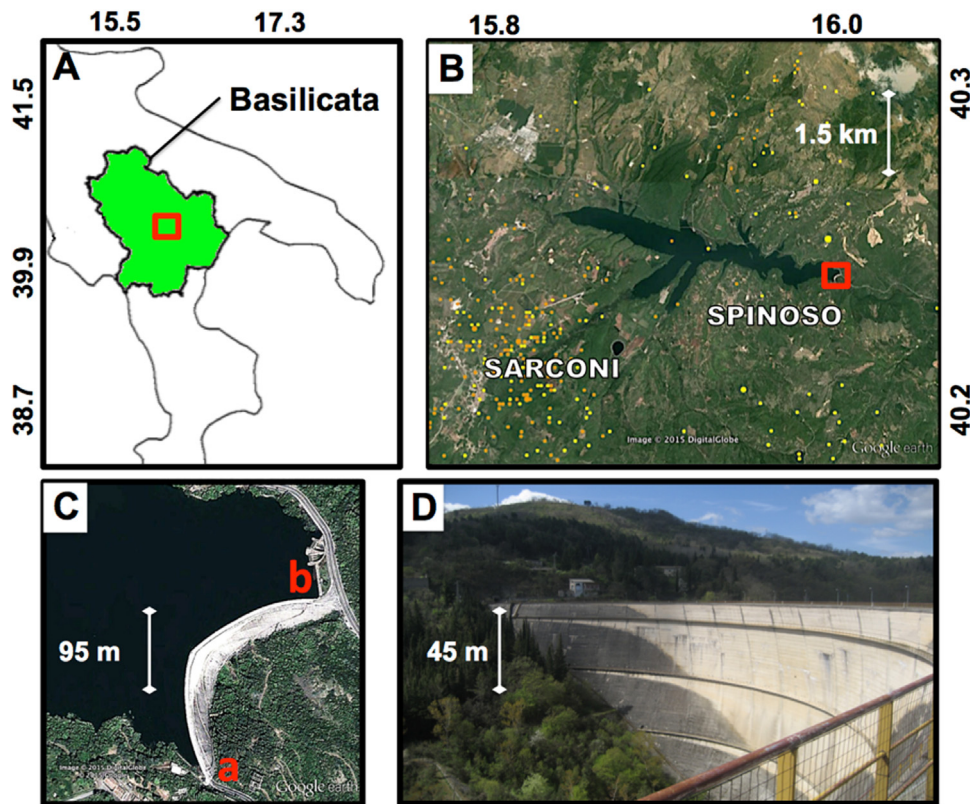 15.5 17.3 15.8 16.0
A
Basilicata
41.5
39.9
38.7
B
40.3
1.5 km
SPINOSO
SARCONI
40.2
Image © 2015 DigitalGlobe
Google earth
C
b
95 m
a
Image © 2015 DigitalGlobe
Google earth
D
45 m